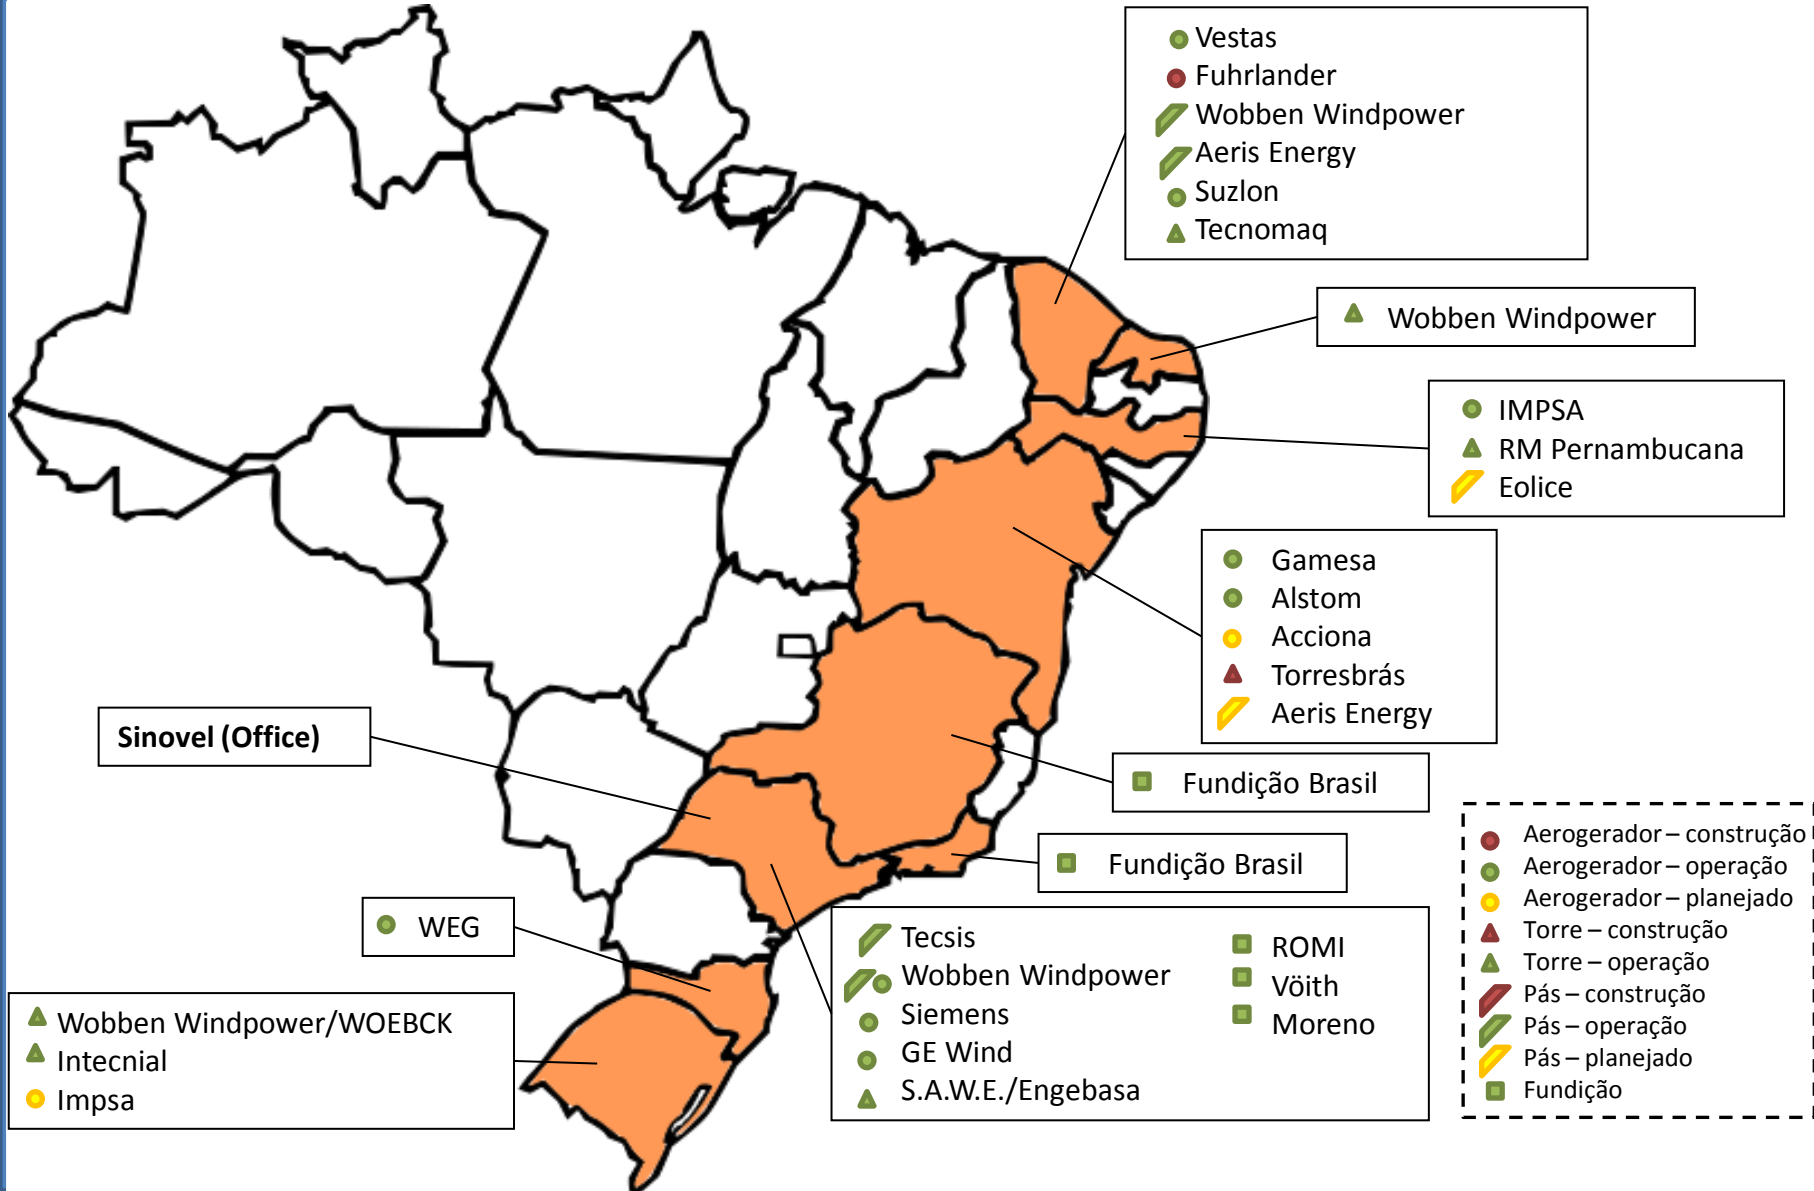 Vestas
Fuhrlander
Wobben Windpower
Aeris Energy
Suzlon
Tecnomaq
Wobben Windpower
IMPSA
RM Pernambucana
Eolice
Gamesa
Alstom
Acciona
Torresbrás
Aeris Energy
Sinovel (Office)
Fundição Brasil
Fundição Brasil
WEG
Tecsis
Wobben Windpower
Siemens
GE Wind
S.A.W.E./Engebasa
ROMI
Vöith
Moreno
Wobben Windpower/WOEBCK
Intecnial
Impsa
Aerogerador – construção
Aerogerador – operação
Aerogerador – planejado
Torre – construção
Torre – operação
Pás – construção
Pás – operação
Pás – planejado
Fundição